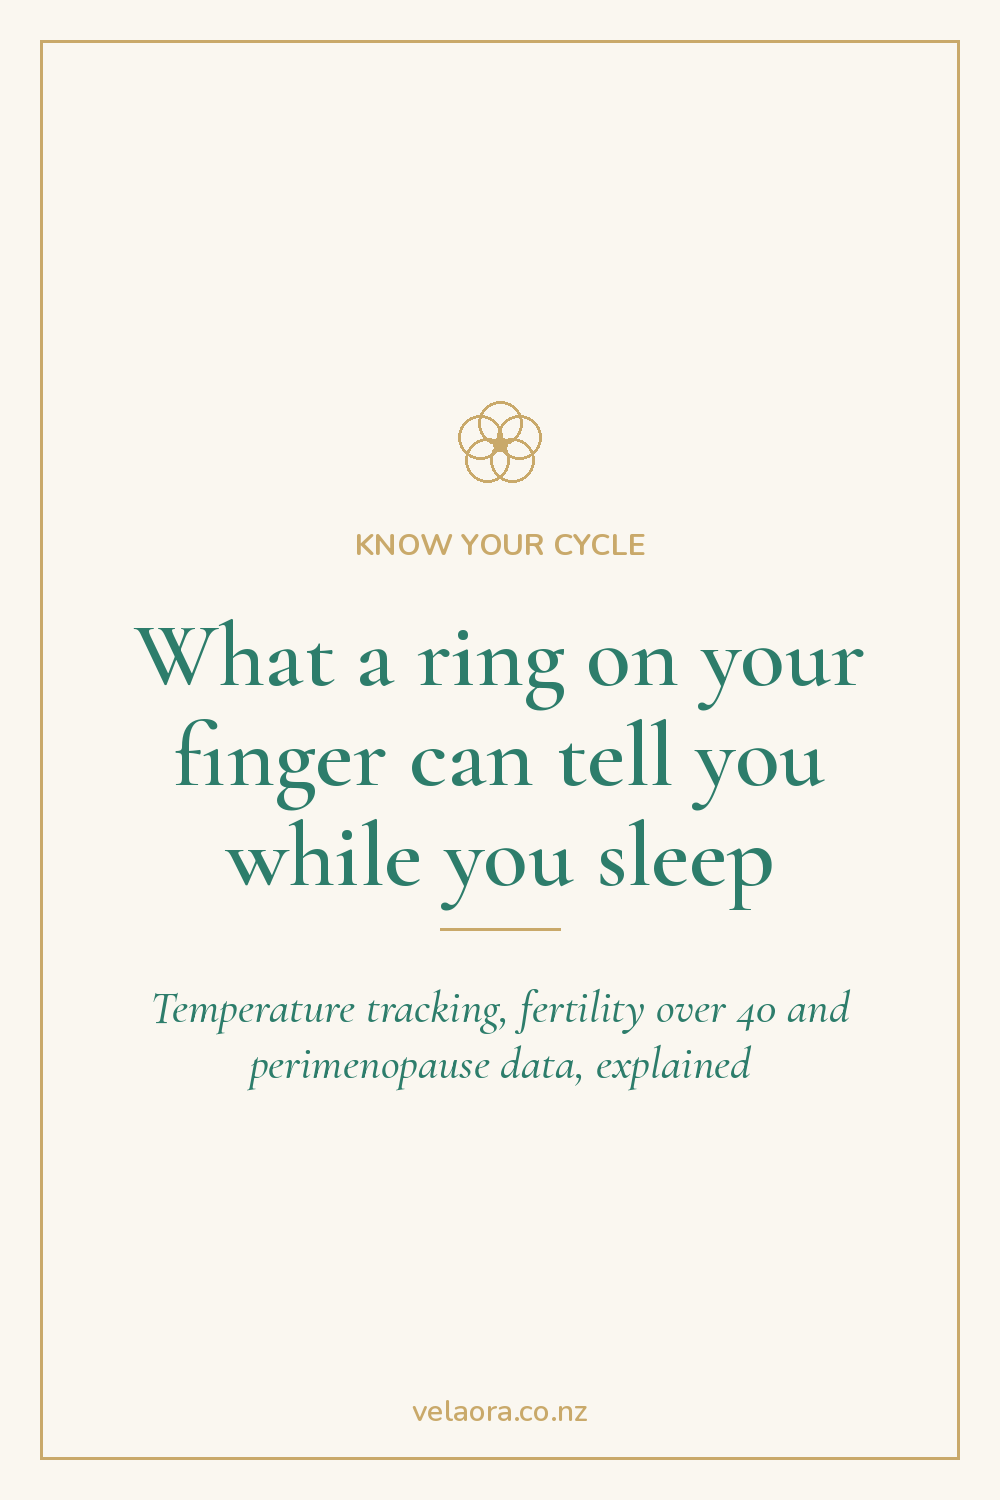 KNOW YOUR CYCLE
What a ring on your
finger can tell you
while you sleep
Temperature tracking, fertility over 40 and
perimenopause data, explained
velaora.co.nz